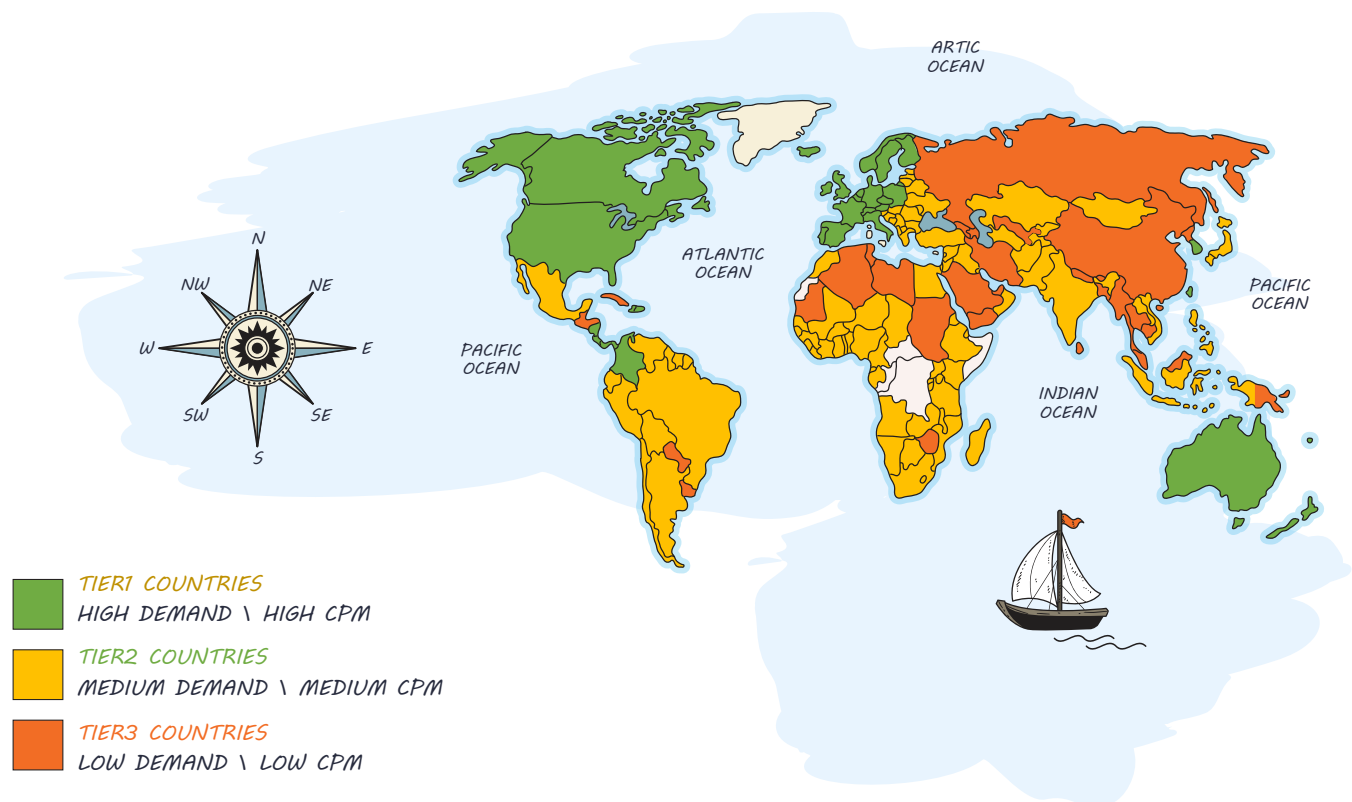 ARTIC
OCEAN
N
NW
NE
W
E
SW
SE
S
ATLANTIC
OCEAN
PACIFIC
OCEAN
PACIFIC
OCEAN
INDIAN
OCEAN
TIER1 COUNTRIES
HIGH DEMAND \ HIGH CPM
TIER2 COUNTRIES
MEDIUM DEMAND \ MEDIUM CPM
TIER3 COUNTRIES
LOW DEMAND \ LOW CPM